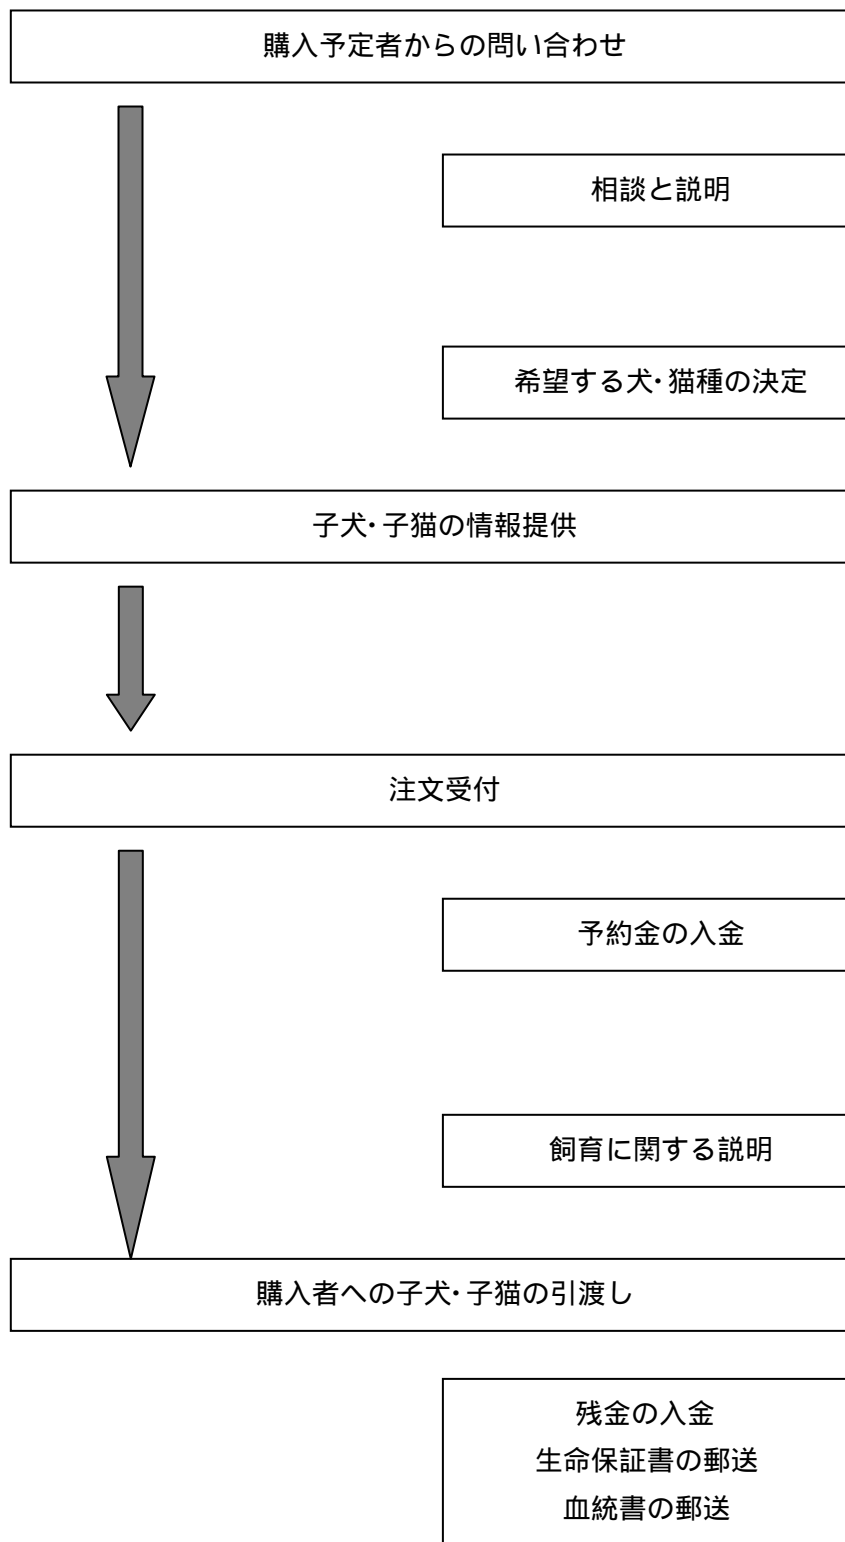 購入予定者からの問い合わせ
相談と説明
希望する犬・猫種の決定
子犬・子猫の情報提供
注文受付
予約金の入金
飼育に関する説明
購入者への子犬・子猫の引渡し
残金の入金
生命保証書の郵送
血統書の郵送